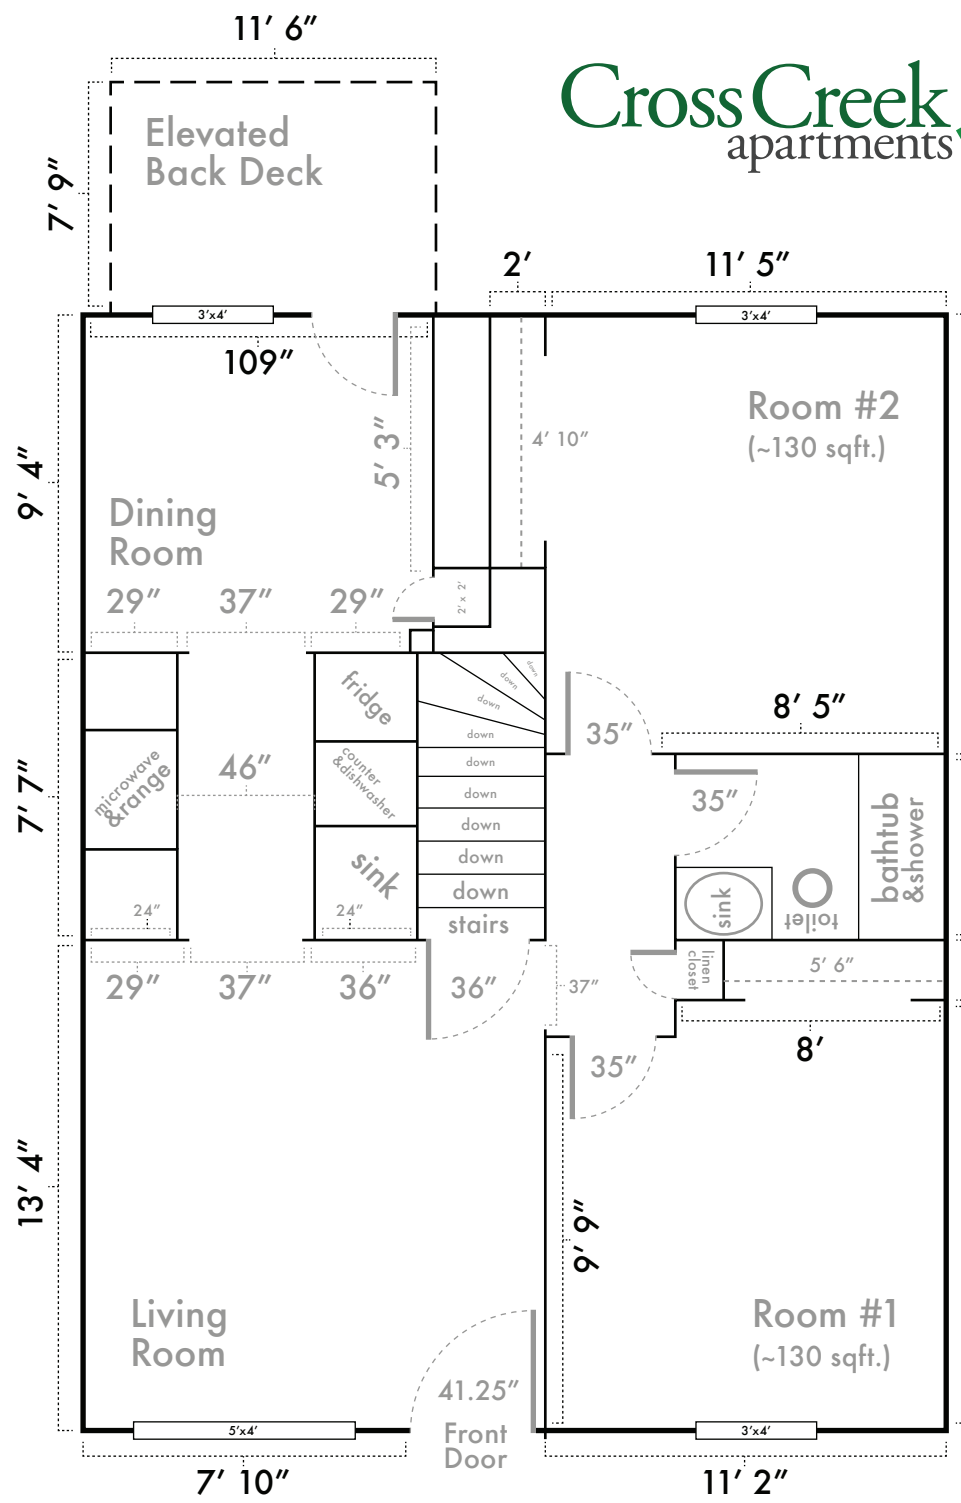 11' 6"
CrossCreek
apartments
Elevated
Back Deck
7' 9"
2'
11' 5"
3'x4'
3'x4'
109"
Room #2
(~130 sqft.)
5' 3"
4' 10"
9' 4"
Dining
Room
29"
37"
29"
2' x 2'
fridge
down
down
down
down
35"
8' 5"
microwave
&range
46"
counter
&dishwasher
down
down
down
down
down
7' 7"
35"
bathtub
&shower
sink
24"
24"
stairs
sink
toilet
29"
37"
36"
36"
37"
linen
closet
5' 6"
8'
35"
13' 4"
9' 9"
Living
Room
Room #1
(~130 sqft.)
41.25"
Front
Door
5'x4'
3'x4'
7' 10"
11' 2"